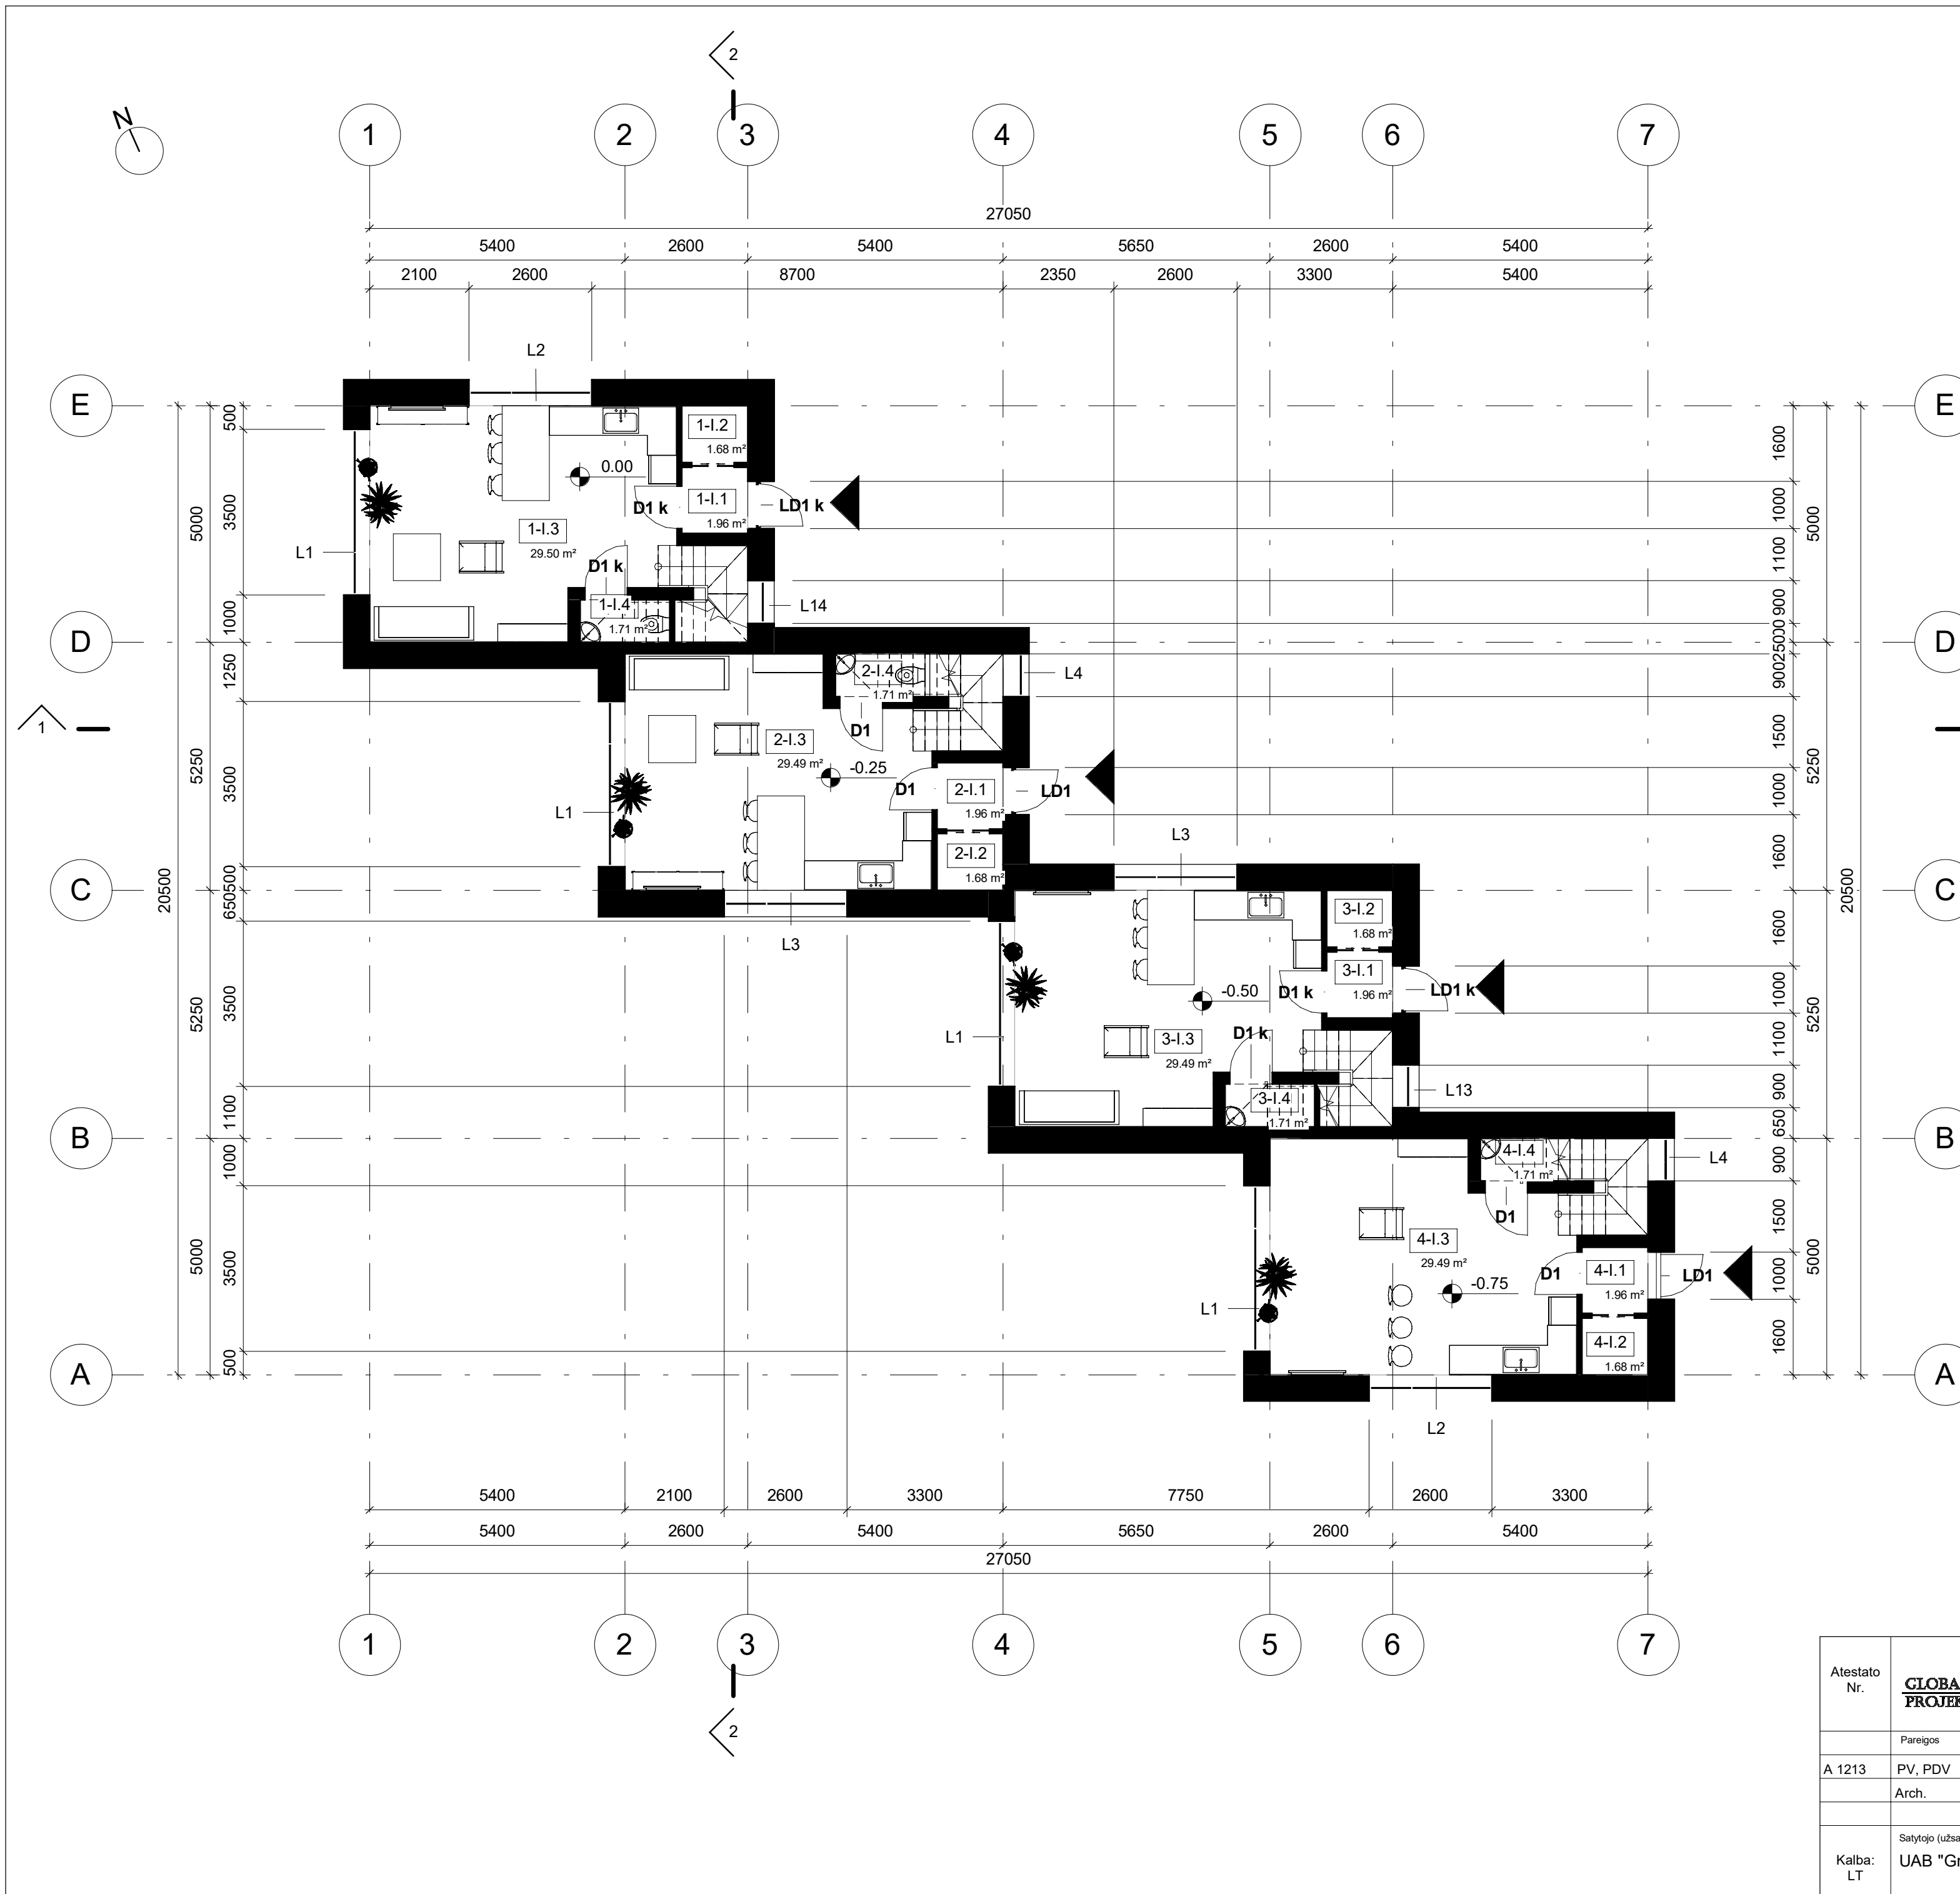 2
N
1 2 3 4 5 6 7
27050
5400 2600 5400 5650 2600 5400
2100 2600 8700 2350 2600 3300 5400
L2
E E
500
1-I.2
1.68 m²
1600
0.00
3500
1-I.1
D1 k LD1 k
1.96 m²
1000
5000 5000
1-I.3
29.50 m²
L1
1100
D1 k
1-I.4
L14
1.71 m²
1000
900
D D
500
250
1250
2-I.4
L4
1.71 m²
900
1
D1
2-I.3
29.49 m²
1500
-0.25
5250 5250
3500
D1
2-I.1
LD1
1000
L1
1.96 m²
L3
2-I.2
1.68 m²
1600
C C
20500 20500
500
650
3-I.2
1.68 m²
1600
L3
3-I.1
-0.50
D1 k LD1 k
1.96 m²
1000
3500
5250 5250
L1
3-I.3
29.49 m²
D1 k
1100
3-I.4
L13
1.71 m²
1100
900
650
B B
4-I.4
L4
1.71 m²
1000
900
D1
4-I.3
29.49 m²
1500
5000 5000
3500
-0.75
D1
4-I.1
LD1
1.96 m²
1000
L1
4-I.2
1.68 m²
1600
500
A A
L2
5400 2100 2600 3300 7750 2600 3300
5400 2600 5400 5650 2600 5400
27050
1 2 3 4 5 6 7
2
Atestato
Nr.
Pareigos
A 1213 PV, PDV
Arch.
Kalba:
LT
UAB